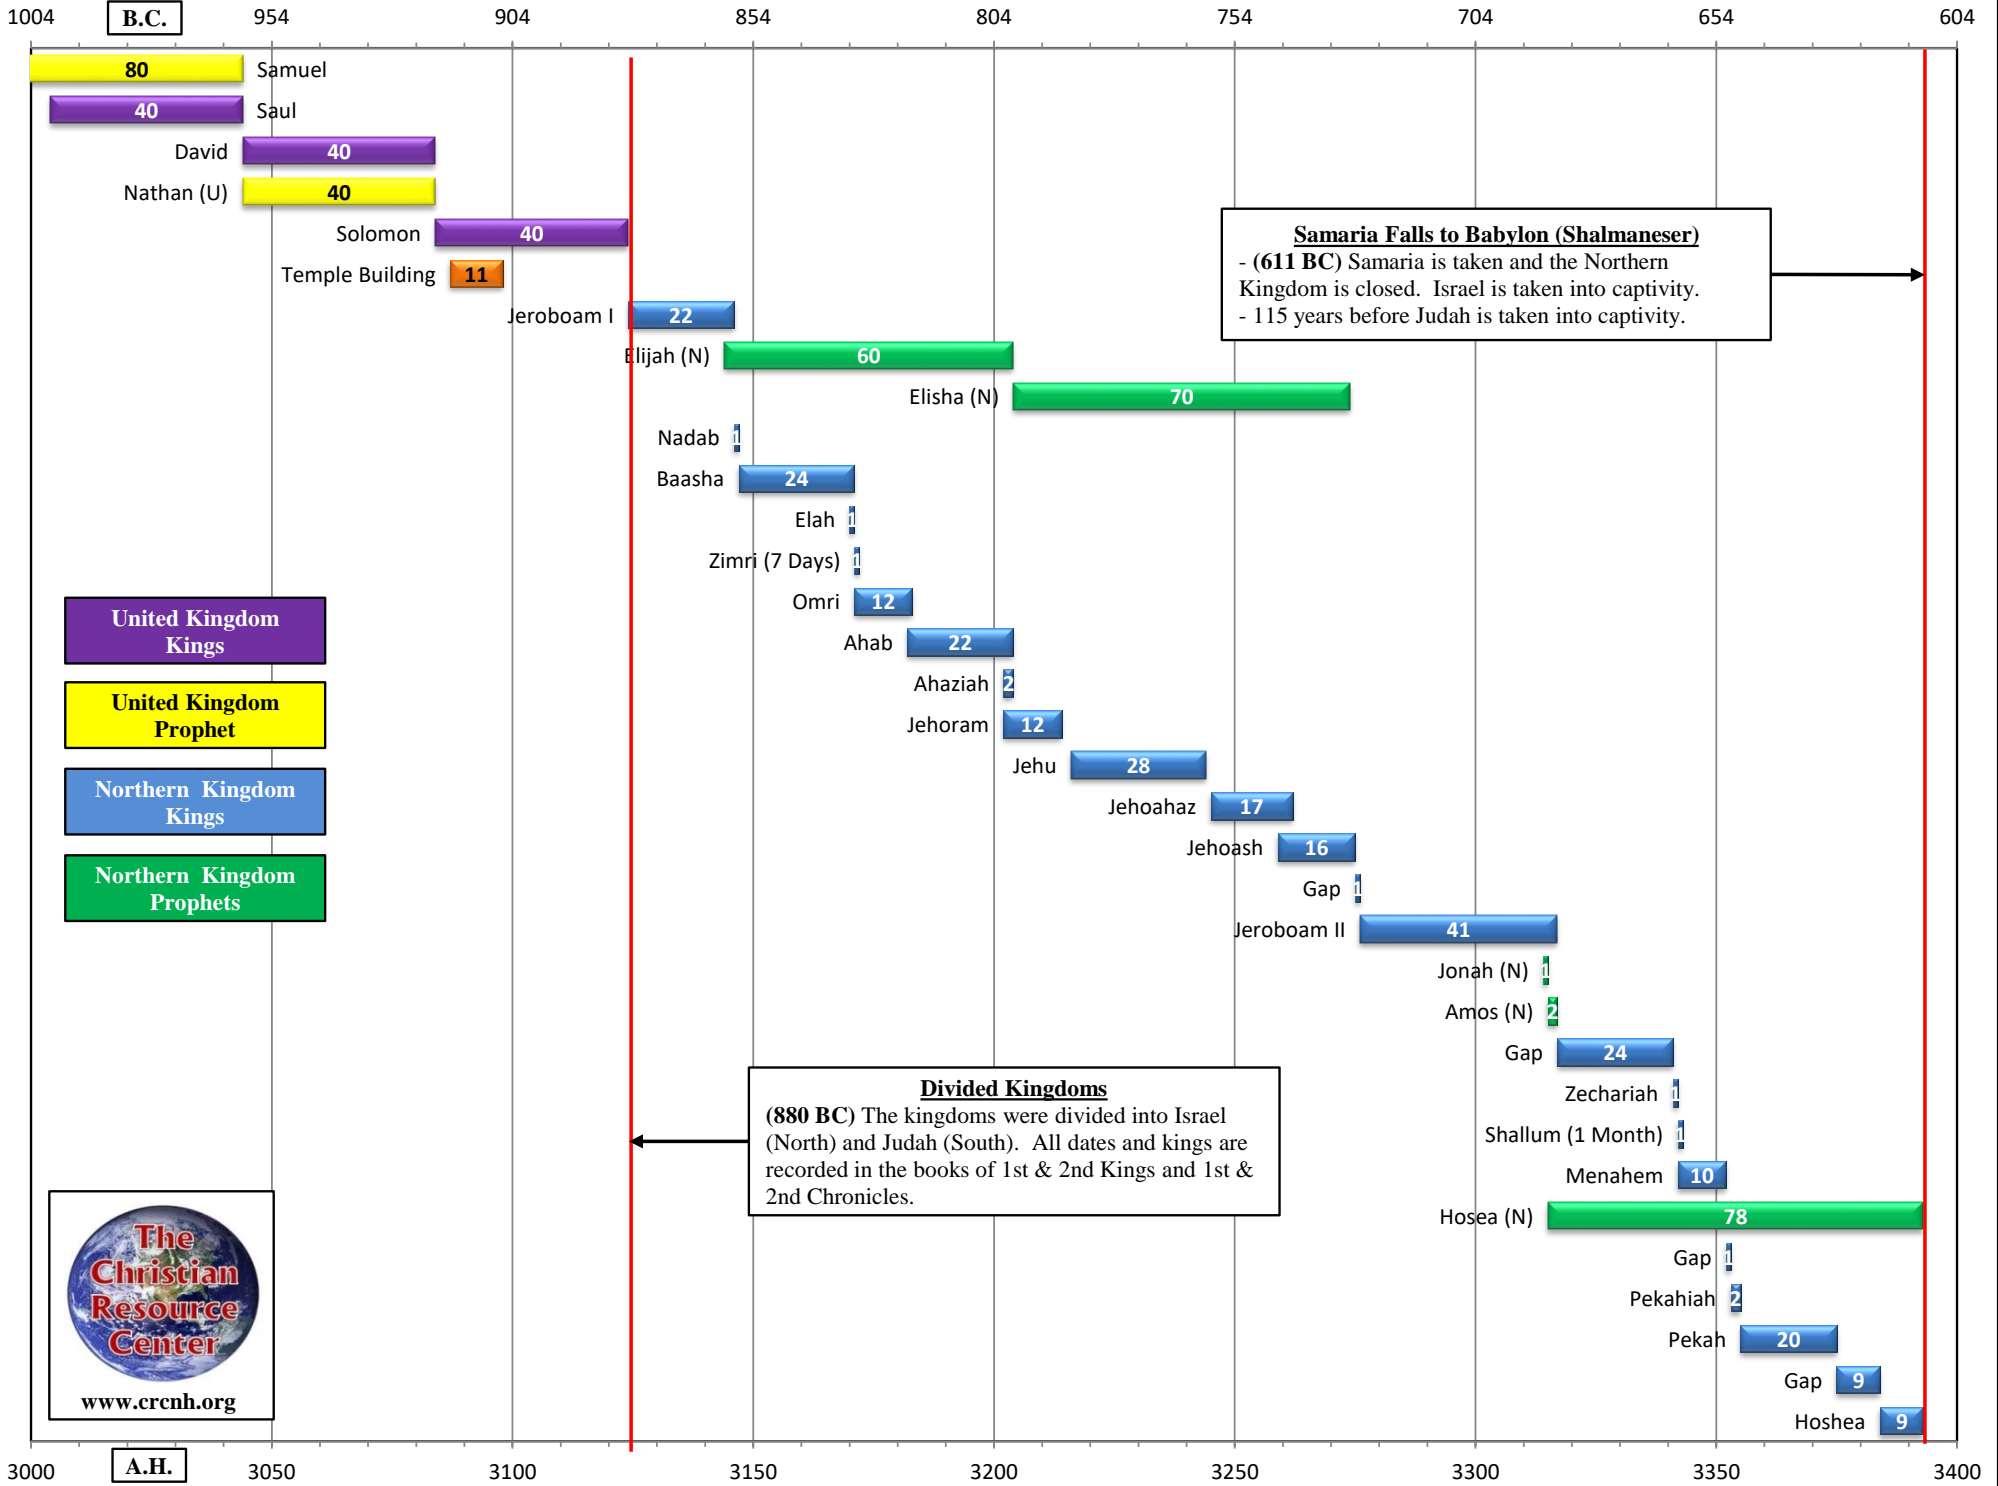 1004 B.C. 954 904 854 804 754 704 654 604
80 Samuel
40 Saul
David 40
Nathan (U) 40
Solomon 40
Temple Building 11
Jeroboam I 22
Elijah (N) 60
Elisha (N) 70
Samaria Falls to Babylon (Shalmaneser)
- (611 BC) Samaria is taken and the Northern
Kingdom is closed. Israel is taken into captivity.
- 115 years before Judah is taken into captivity.
Nadab 1
Baasha 24
Elah 1
Zimri (7 Days) 1
Omri 12
Ahab 22
Ahaziah 2
Jehoram 12
Jehu 28
Jehoahaz 17
Jehoash 16
Gap 1
Jeroboam II 41
Jonah (N) 1
Amos (N) 2
Gap 24
Zechariah 1
Shallum (1 Month) 1
Menahem 10
Hosea (N) 78
Gap 1
Pekahiah 2
Pekah 20
Gap 9
Hoshea 9
United Kingdom
Kings
United Kingdom
Prophet
Northern Kingdom
Kings
Northern Kingdom
Prophets
Divided Kingdoms
(880 BC) The kingdoms were divided into Israel
(North) and Judah (South). All dates and kings are
recorded in the books of 1st & 2nd Kings and 1st &
2nd Chronicles.
The
Christian
Resource
Center
www.crcnh.org
3000 A.H. 3050 3100 3150 3200 3250 3300 3350 3400